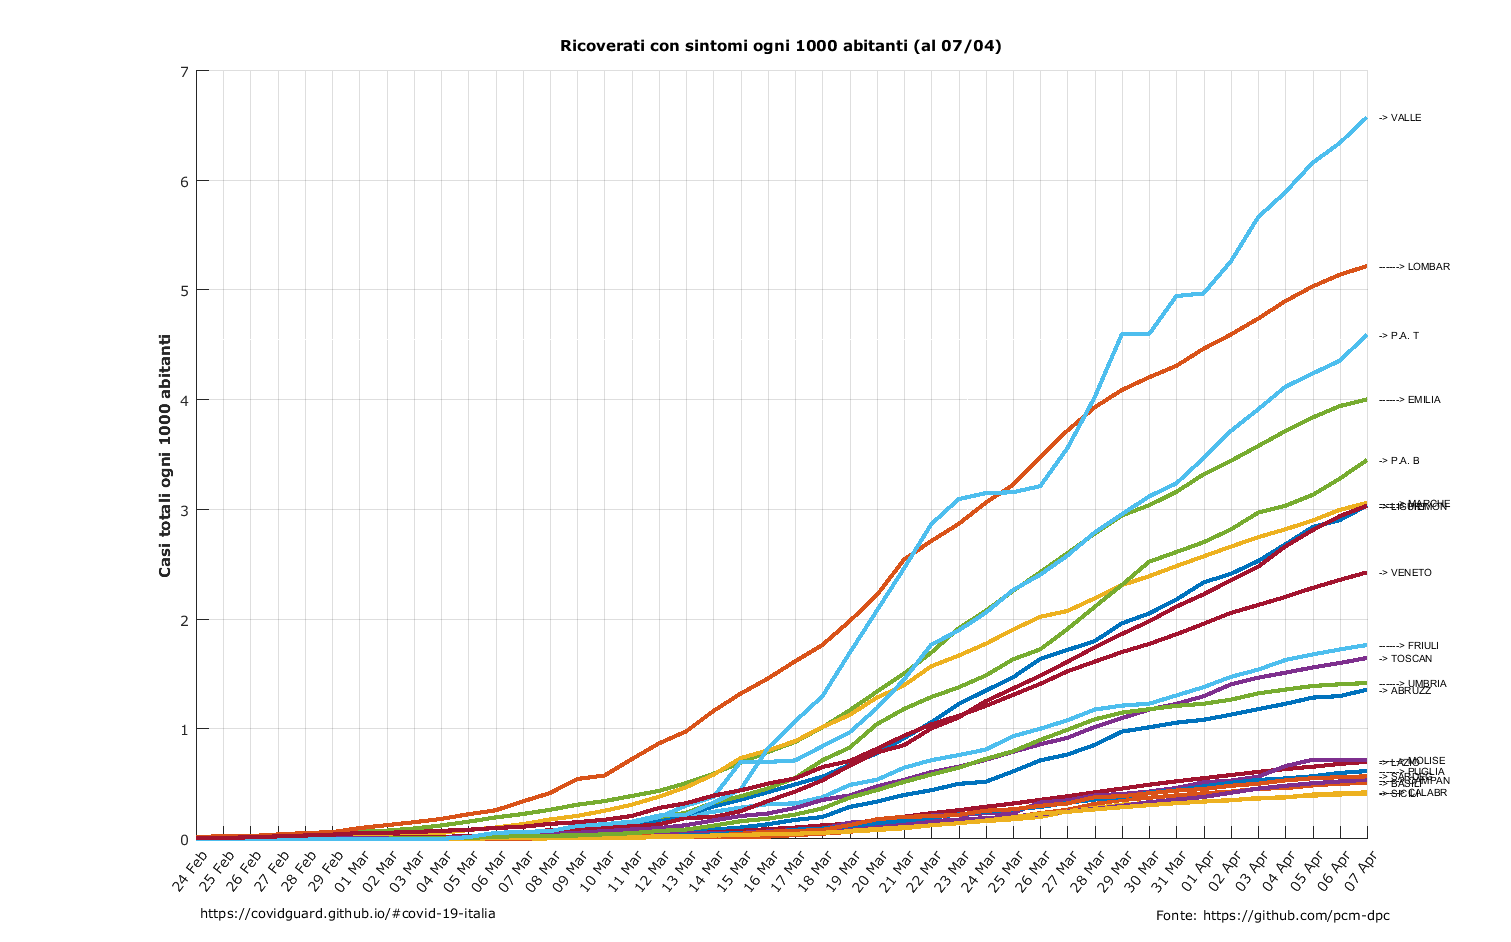 Ricoverati con sintomi ogni 1000 abitanti (al 07/04)
Casi totali ogni 1000 abitanti
7
6
5
4
3
2
1
0
-> VALLE
------> LOMBAR
-> P.A. T
------> EMILIA
-> P.A. B
------> MARCHE
-> VENETO
------> FRIULI
-> TOSCAN
------> UMBRIA
-> ABRUZZ
MOLISE
-> LAZIO
PUGLIA
CALABR
24 Feb
25 Feb
26 Feb
27 Feb
28 Feb
29 Feb
01 Mar
02 Mar
03 Mar
04 Mar
05 Mar
06 Mar
07 Mar
08 Mar
09 Mar
10 Mar
11 Mar
12 Mar
13 Mar
14 Mar
15 Mar
16 Mar
17 Mar
18 Mar
19 Mar
20 Mar
21 Mar
22 Mar
23 Mar
24 Mar
25 Mar
26 Mar
27 Mar
28 Mar
29 Mar
30 Mar
31 Mar
01 Apr
02 Apr
03 Apr
04 Apr
05 Apr
06 Apr
07 Apr
https://covidguard.github.io/#covid-19-italia
Fonte: https://github.com/pcm-dpc